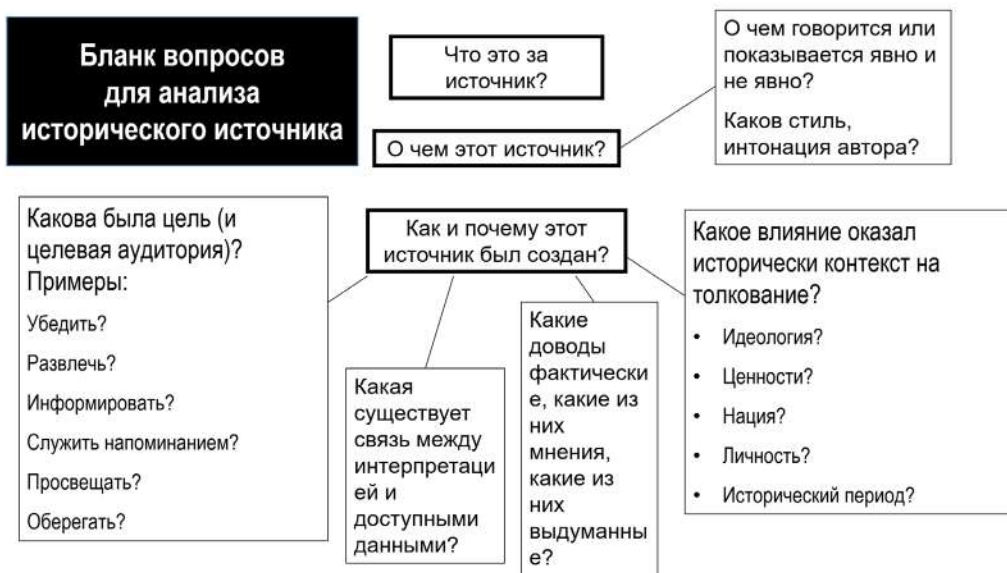 Бланк вопросов
для анализа
исторического источника
Что это за
источник?
О чем этот источник?
О чем говорится или
показывается явно и
не явно?
Каков стиль,
интонация автора?
Какова была цель (и
целевая аудитория)?
Примеры:
Убедить?
Развлечь?
Информировать?
Служить напоминанием?
Просвещать?
Оберегать?
Как и почему этот
источник был создан?
Какая
существует
связь между
интерпретаци
ей и
доступными
данными?
Какие
доводы
фактически
е, какие из
них
мнения,
какие из
них
выдуманны
е?
Какое влияние оказал
исторически контекст на
толкование?
• Идеология?
• Ценности?
• Нация?
• Личность?
• Исторический период?